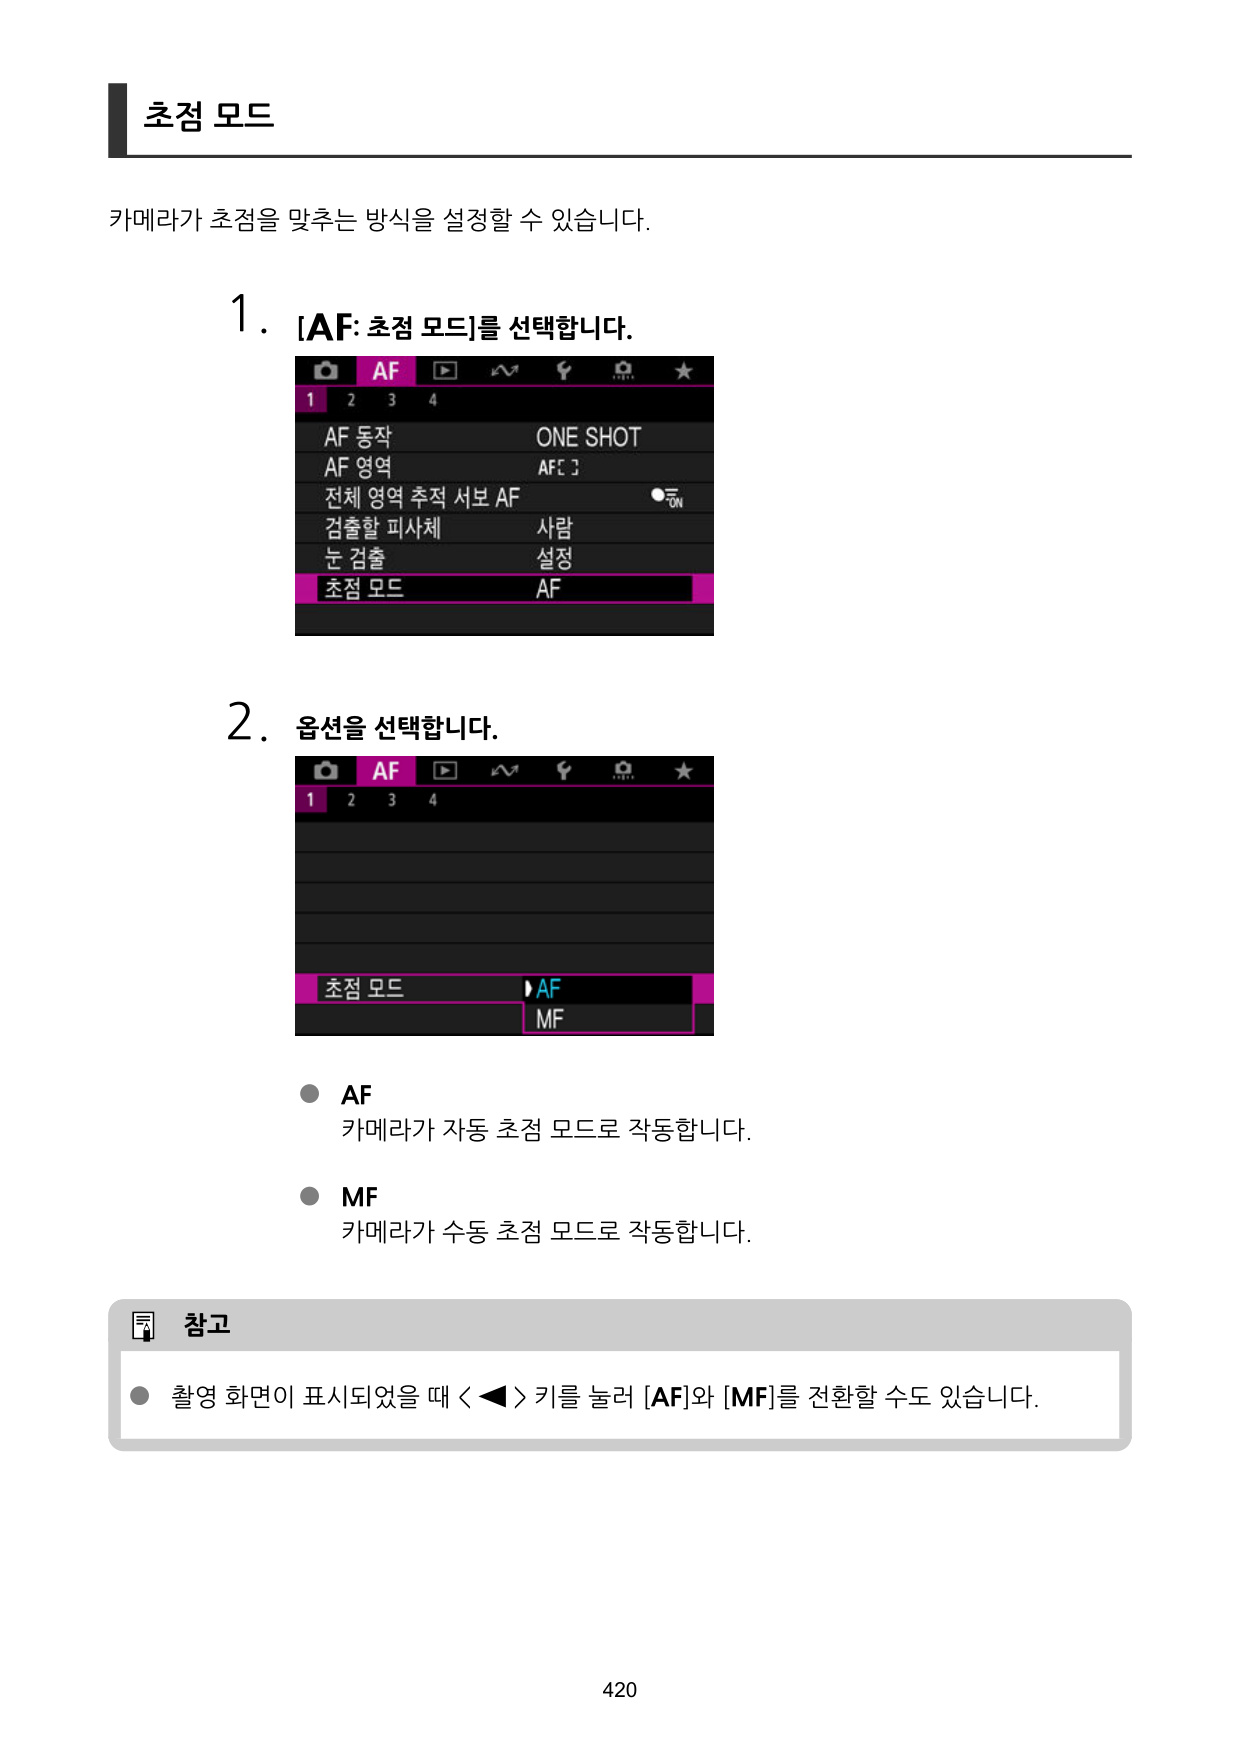 초점 모드
카메라가 초점을 맞추는 방식을 설정할 수 있습니다.
1. [AF: 초점 모드]를 선택합니다.
AF
1 2 3 4
AF 동작 ONE SHOT
AF 영역 AF[ ]
전체 영역 추적 서보 AF ON
검출할 피사체 사람
눈 검출 설정
초점 모드 AF
2. 옵션을 선택합니다.
AF
1 2 3 4
초점 모드 AF
MF
● AF
카메라가 자동 초점 모드로 작동합니다.
● MF
카메라가 수동 초점 모드로 작동합니다.
참고
● 촬영 화면이 표시되었을 때 < ◀ > 키를 눌러 [AF]와 [MF]를 전환할 수도 있습니다.
420